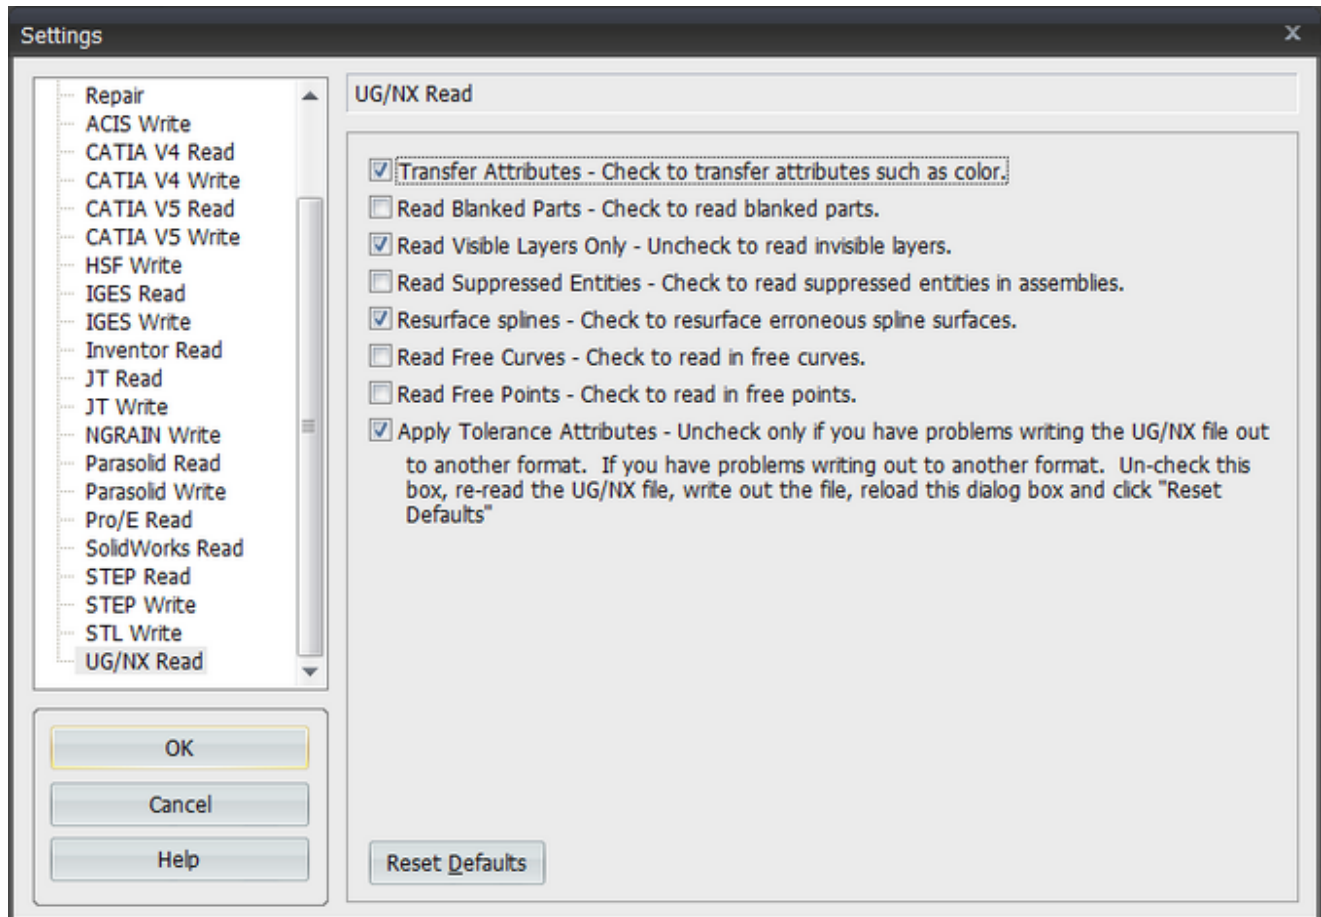 Settings
x
Repair
ACIS Write
CATIA V4 Read
CATIA V4 Write
CATIA V5 Read
CATIA V5 Write
HSF Write
IGES Read
IGES Write
Inventor Read
JT Read
JT Write
NGRAIN Write
Parasolid Read
Parasolid Write
Pro/E Read
SolidWorks Read
STEP Read
STEP Write
STL Write
UG/NX Read
OK
Cancel
Help
UG/NX Read
Transfer Attributes - Check to transfer attributes such as color.
Read Blanked Parts - Check to read blanked parts.
Read Visible Layers Only - Uncheck to read invisible layers.
Read Suppressed Entities - Check to read suppressed entities in assemblies.
Resurface splines - Check to resurface erroneous spline surfaces.
Read Free Curves - Check to read in free curves.
Read Free Points - Check to read in free points.
Apply Tolerance Attributes - Uncheck only if you have problems writing the UG/NX file out
to another format.  If you have problems writing out to another format.  Un-check this
box, re-read the UG/NX file, write out the file, reload this dialog box and click "Reset
Defaults"
Reset Defaults